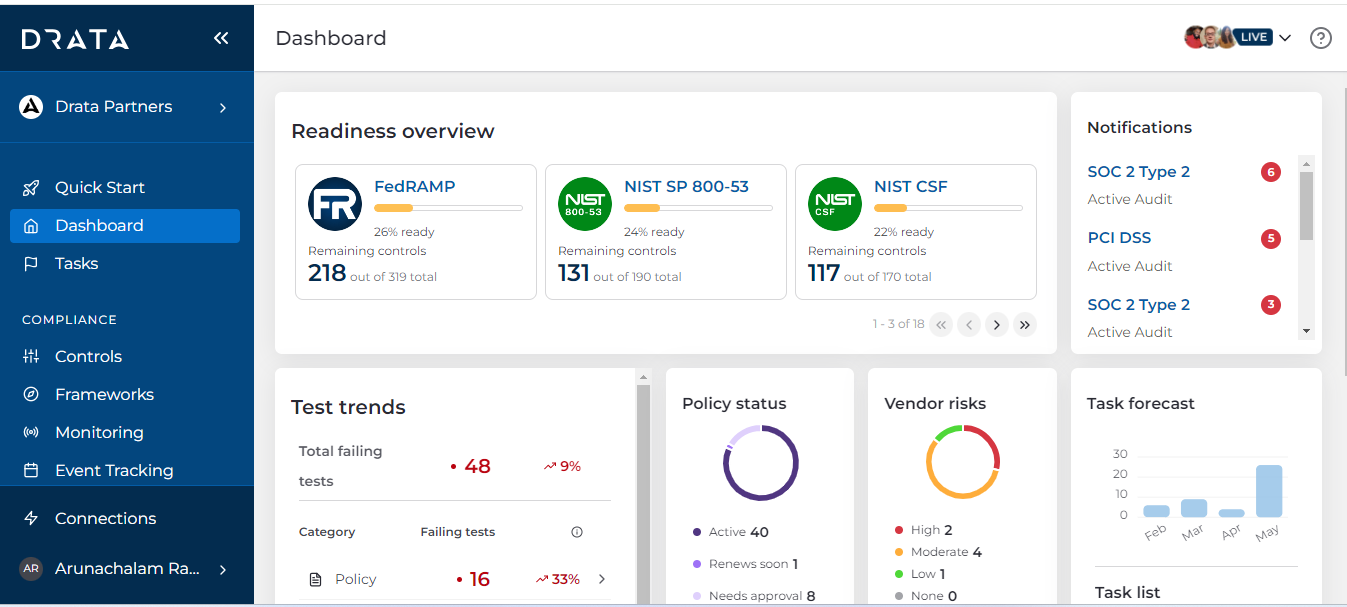 DRATA
Dashboard
LIVE
Drata Partners
Quick Start
Dashboard
Tasks
COMPLIANCE
Controls
Frameworks
Monitoring
Event Tracking
Connections
AR Arunachalam Ra...
Readiness overview
FR
FedRAMP
26% ready
Remaining controls
218 out of 319 total
NIST
800-53
NIST SP 800-53
24% ready
Remaining controls
131 out of 190 total
NIST
CSF
NIST CSF
22% ready
Remaining controls
117 out of 170 total
1 - 3 of 18
Notifications
SOC 2 Type 2 6
Active Audit
PCI DSS 5
Active Audit
SOC 2 Type 2 3
Active Audit
Test trends
Total failing
tests
48 9%
Category Failing tests
Policy 16 33%
Policy status
Active 40
Renews soon 1
Needs approval 8
Vendor risks
High 2
Moderate 4
Low 1
None 0
Task forecast
30
20
10
0
Feb Mar Apr May
Task list